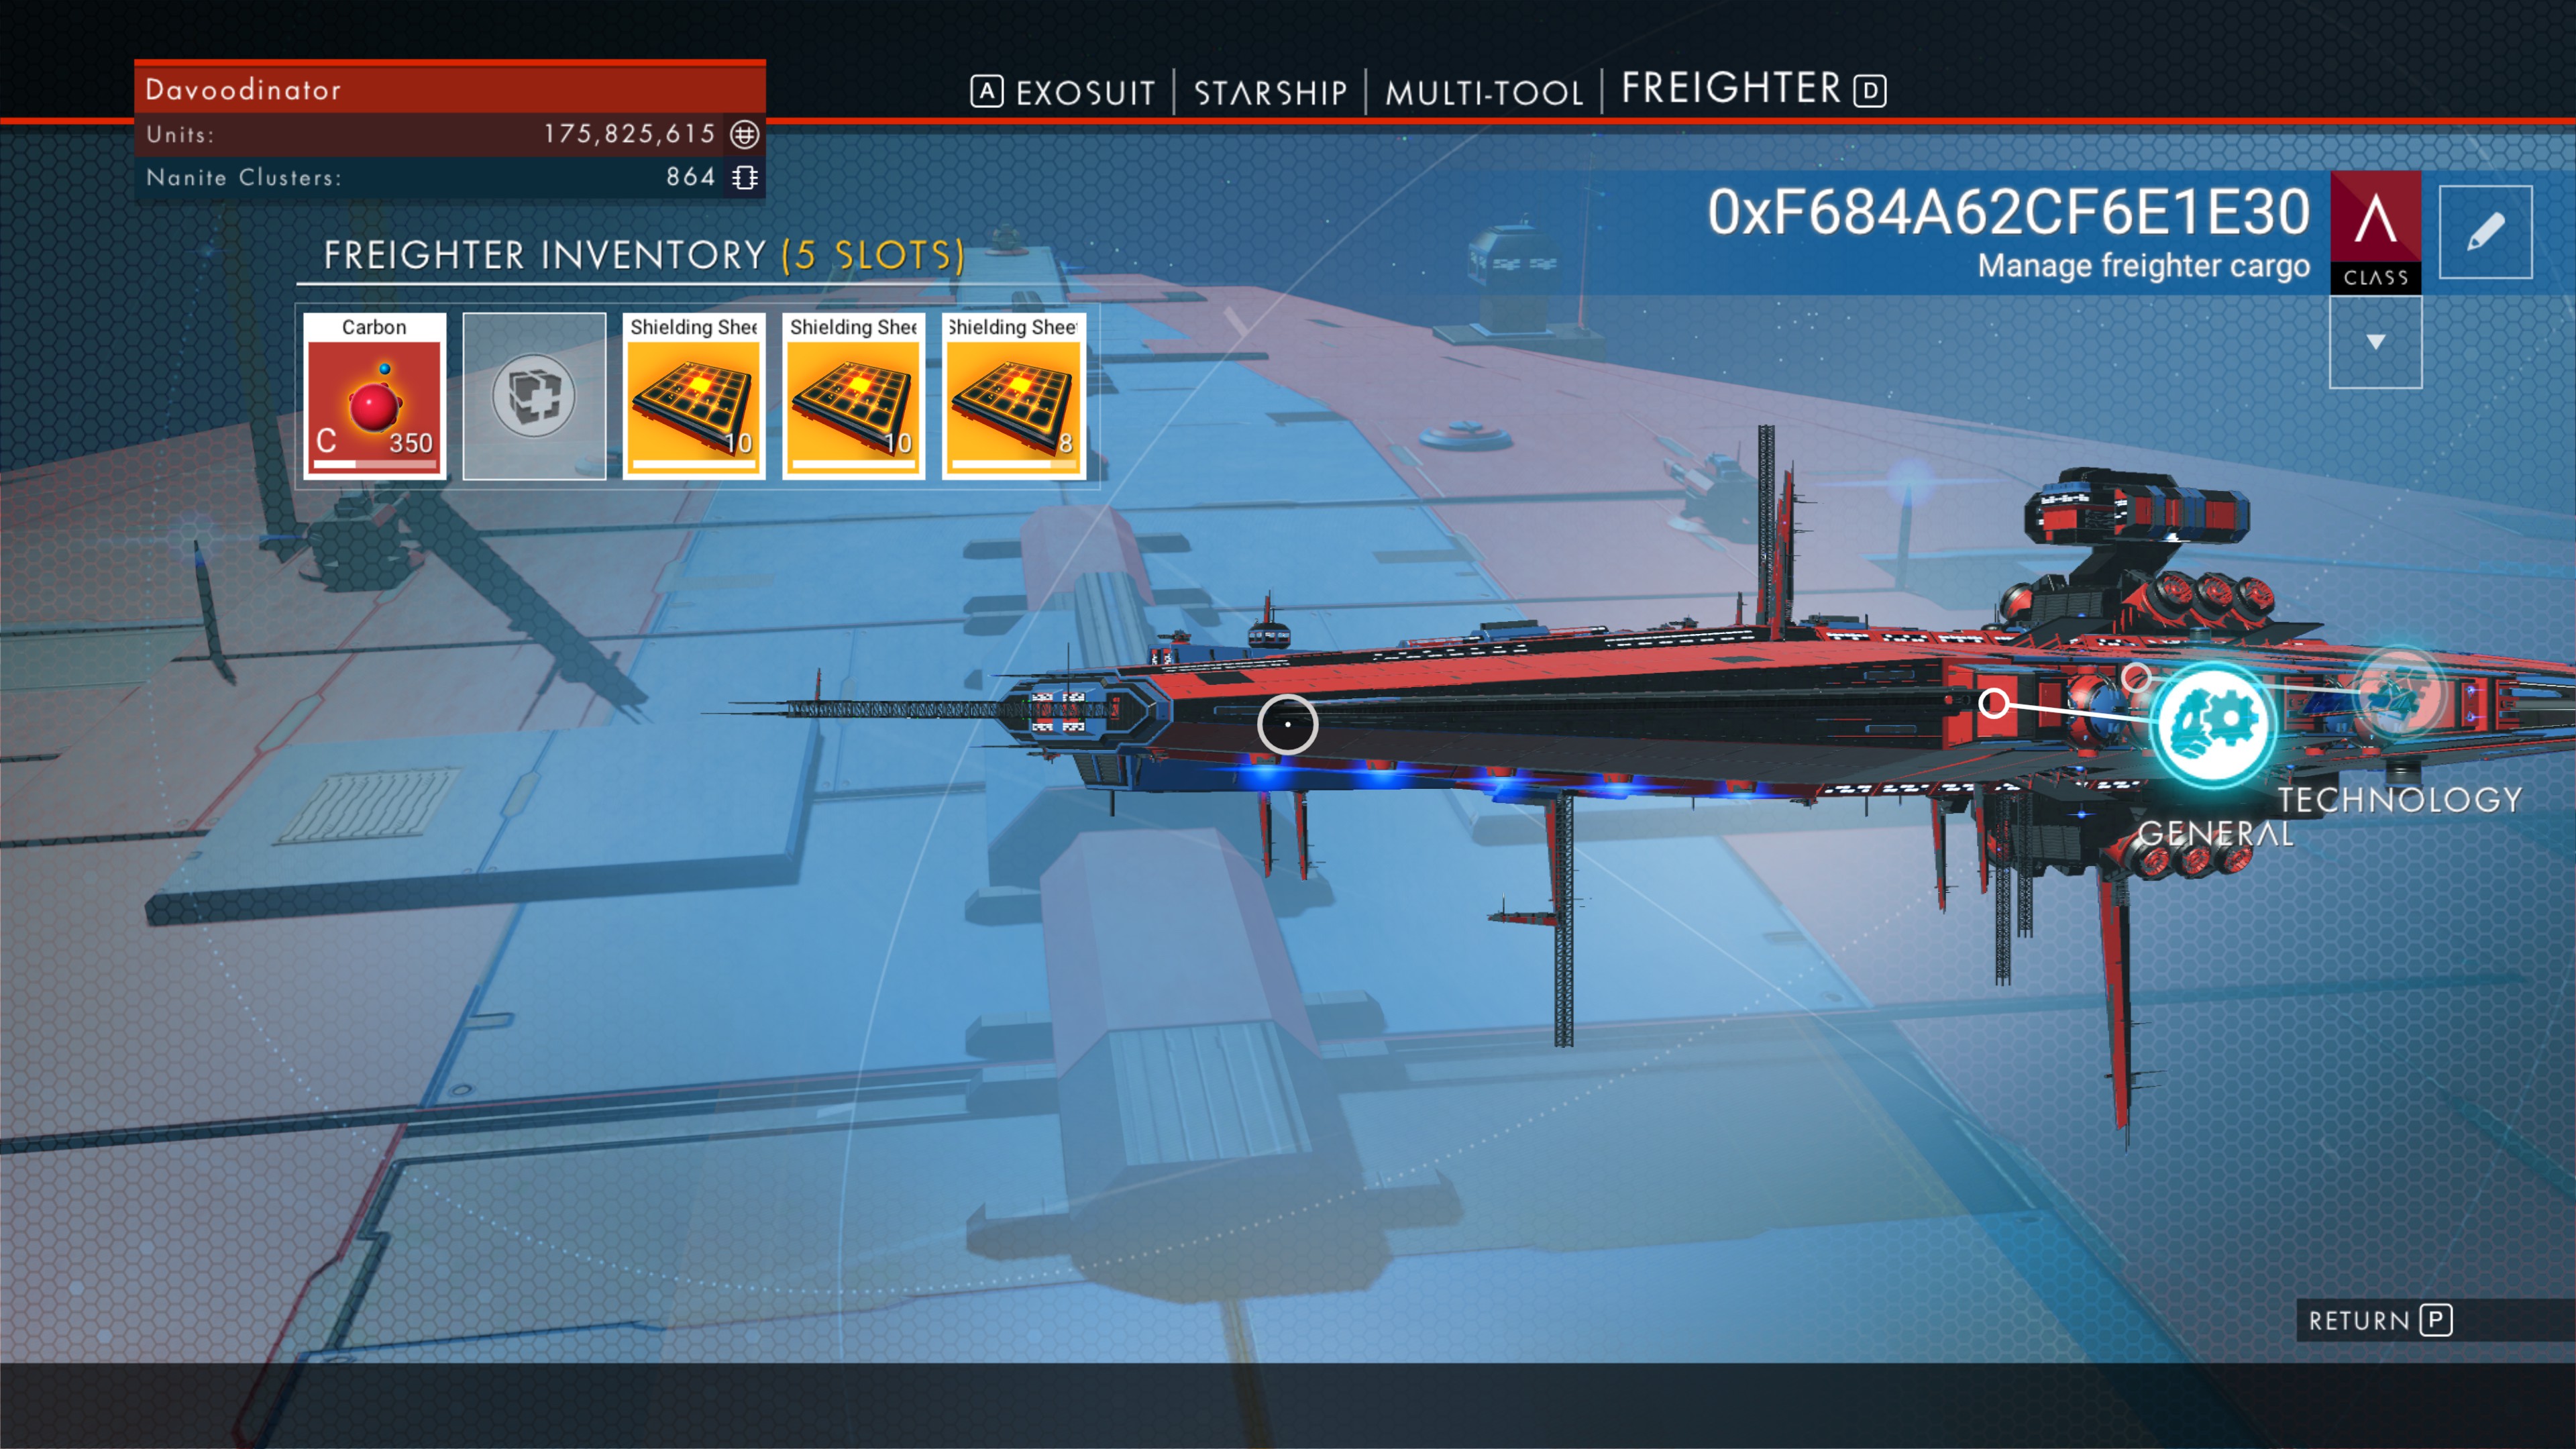 Davoodinator
Units: 175,825,615
Nanite Clusters: 864
A EXOSUIT STARSHIP MULTI-TOOL FREIGHTER D
0xF684A62CF6E1E30
Manage freighter cargo
A
CLASS
FREIGHTER INVENTORY (5 SLOTS)
Carbon
C 350
Shielding Shee
10
Shielding Shee
10
Shielding Shee
8
TECHNOLOGY
GENERAL
RETURN P